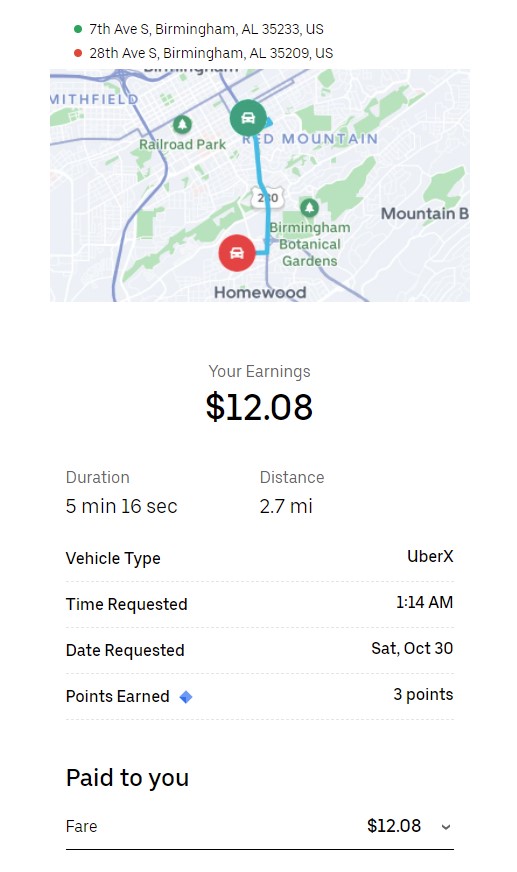 7th Ave S, Birmingham, AL 35233, US
28th Ave S, Birmingham, AL 35209, US
Birmingham
MITHFIELD
Railroad Park
RED MOUNTAIN
280
Mountain B
Birmingham
Botanical
Gardens
Homewood
Your Earnings
$12.08
Duration Distance
5 min 16 sec 2.7 mi
Vehicle Type UberX
Time Requested 1:14 AM
Date Requested Sat, Oct 30
Points Earned 3 points
Paid to you
Fare $12.08